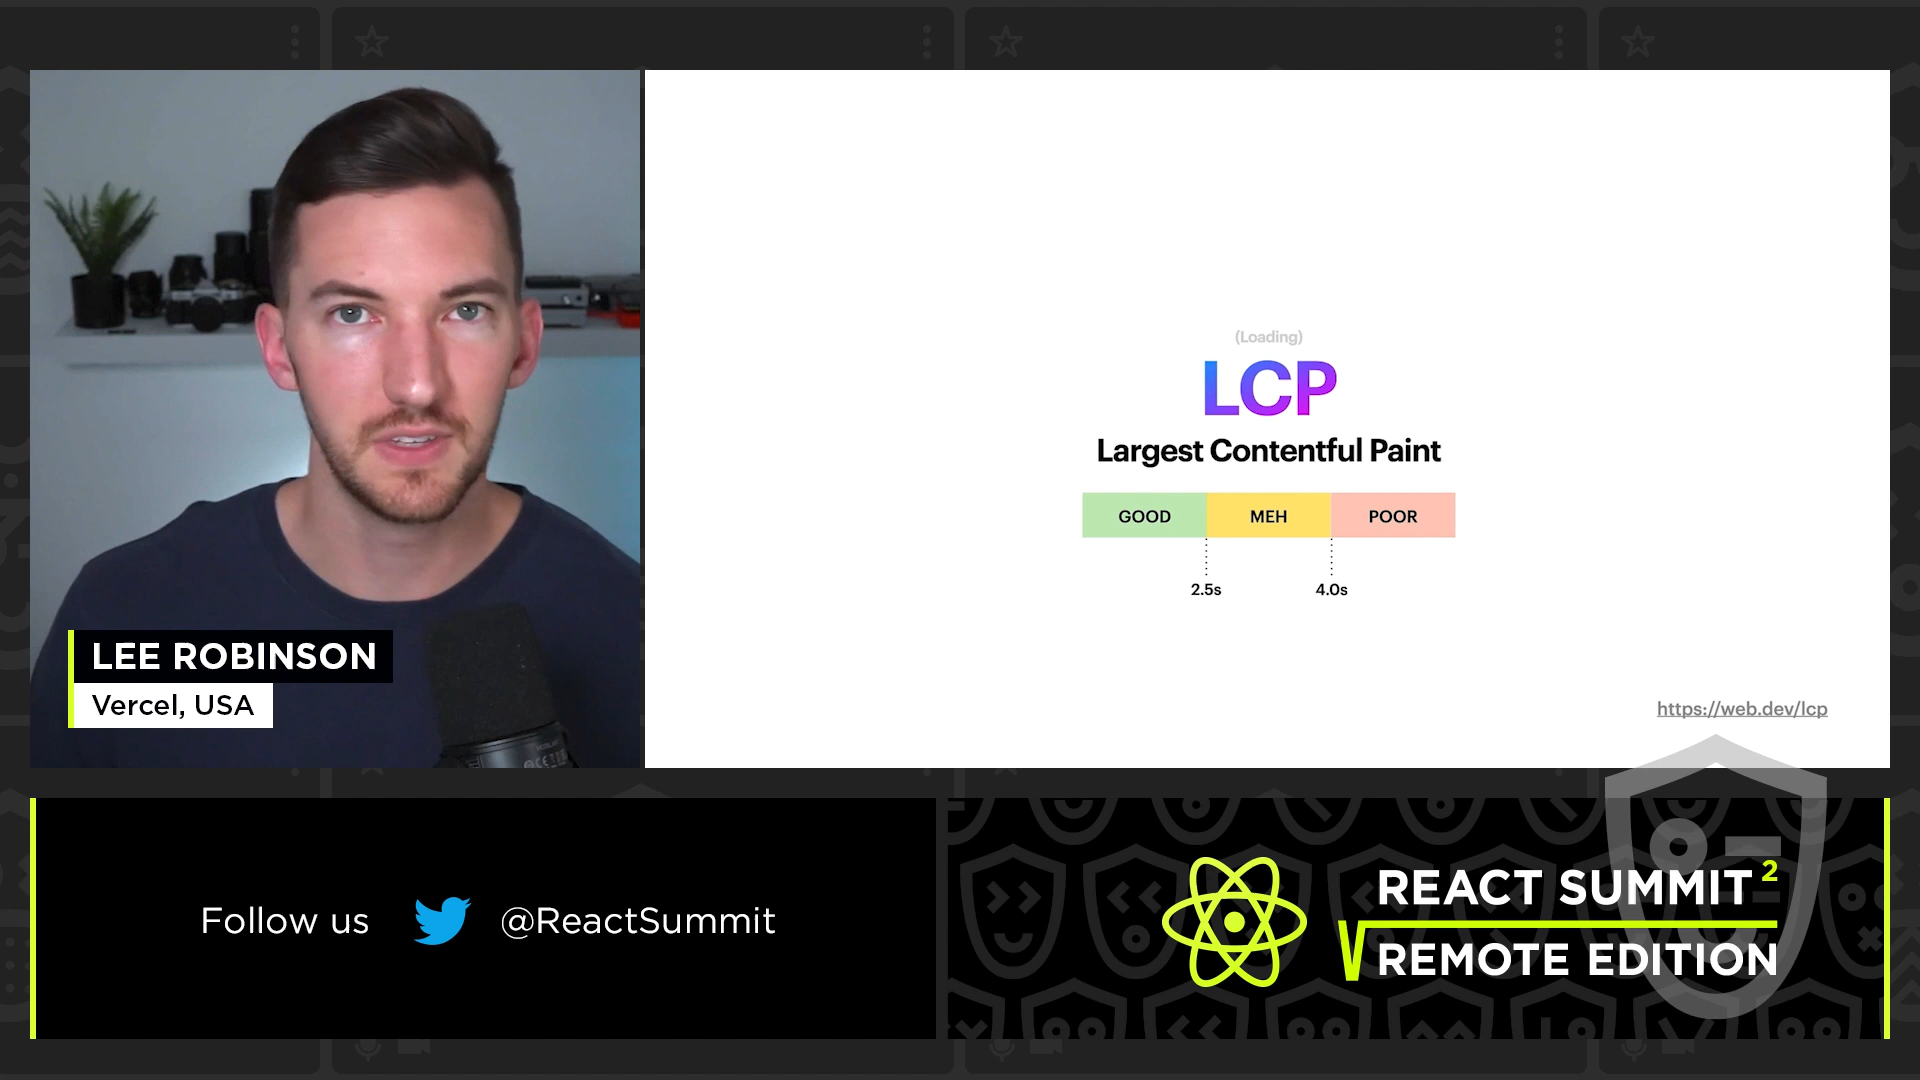 (Loading)
LCP
Largest Contentful Paint
GOOD MEH POOR
2.5s 4.0s
https://web.dev/lcp
LEE ROBINSON
Vercel, USA
Follow us @ReactSummit
REACT SUMMIT 2
REMOTE EDITION